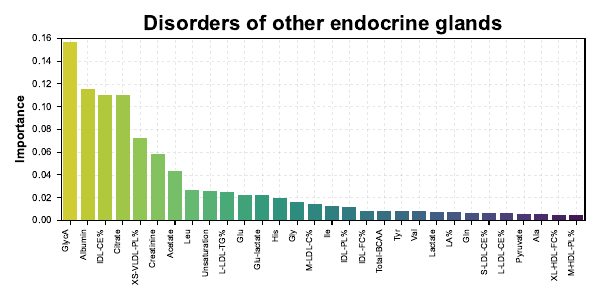 Disorders of other endocrine glands
Importance
0.16
0.14
0.12
0.10
0.08
0.06
0.04
0.02
0.00
GlycA
Albumin
IDL-CE%
Citrate
XS-VLDL-PL%
Creatinine
Acetate
Leu
Unsaturation
L-LDL-TG%
Glu
Glu-lactate
His
Gly
M-LDL-C%
Ile
IDL-PL%
IDL-FC%
Total-BCAA
Tyr
Val
Lactate
LA%
Gln
S-LDL-CE%
L-LDL-CE%
Pyruvate
Ala
XL-HDL-FC%
M-HDL-PL%